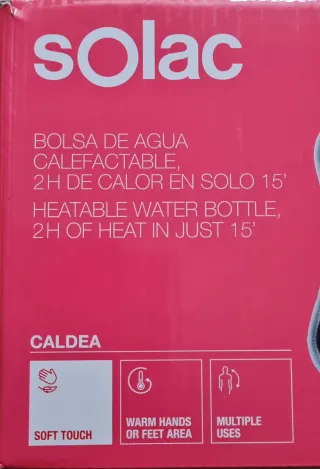 solac
BOLSA DE AGUA
CALEFACTABLE,
2H DE CALOR EN SOLO 15'
HEATABLE WATER BOTTLE,
2H OF HEAT IN JUST 15'
CALDEA
SOFT TOUCH
WARM HANDS
OR FEET AREA
MULTIPLE
USES